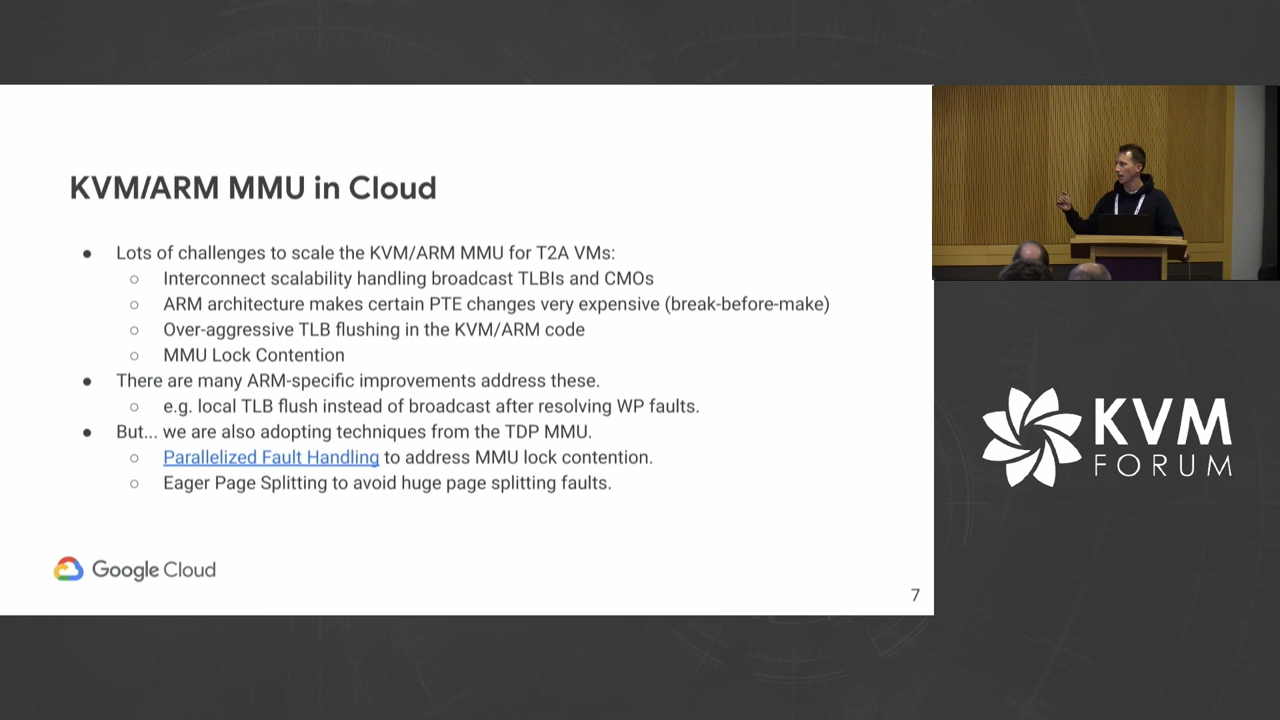 KVM/ARM MMU in Cloud
● Lots of challenges to scale the KVM/ARM MMU for T2A VMs:
○ Interconnect scalability handling broadcast TLBIs and CMOs
○ ARM architecture makes certain PTE changes very expensive (break-before-make)
○ Over-aggressive TLB flushing in the KVM/ARM code
○ MMU Lock Contention
● There are many ARM-specific improvements address these.
○ e.g. local TLB flush instead of broadcast after resolving WP faults.
● But... we are also adopting techniques from the TDP MMU.
○ Parallelized Fault Handling to address MMU lock contention.
○ Eager Page Splitting to avoid huge page splitting faults.
Google Cloud
7
KVM
FORUM